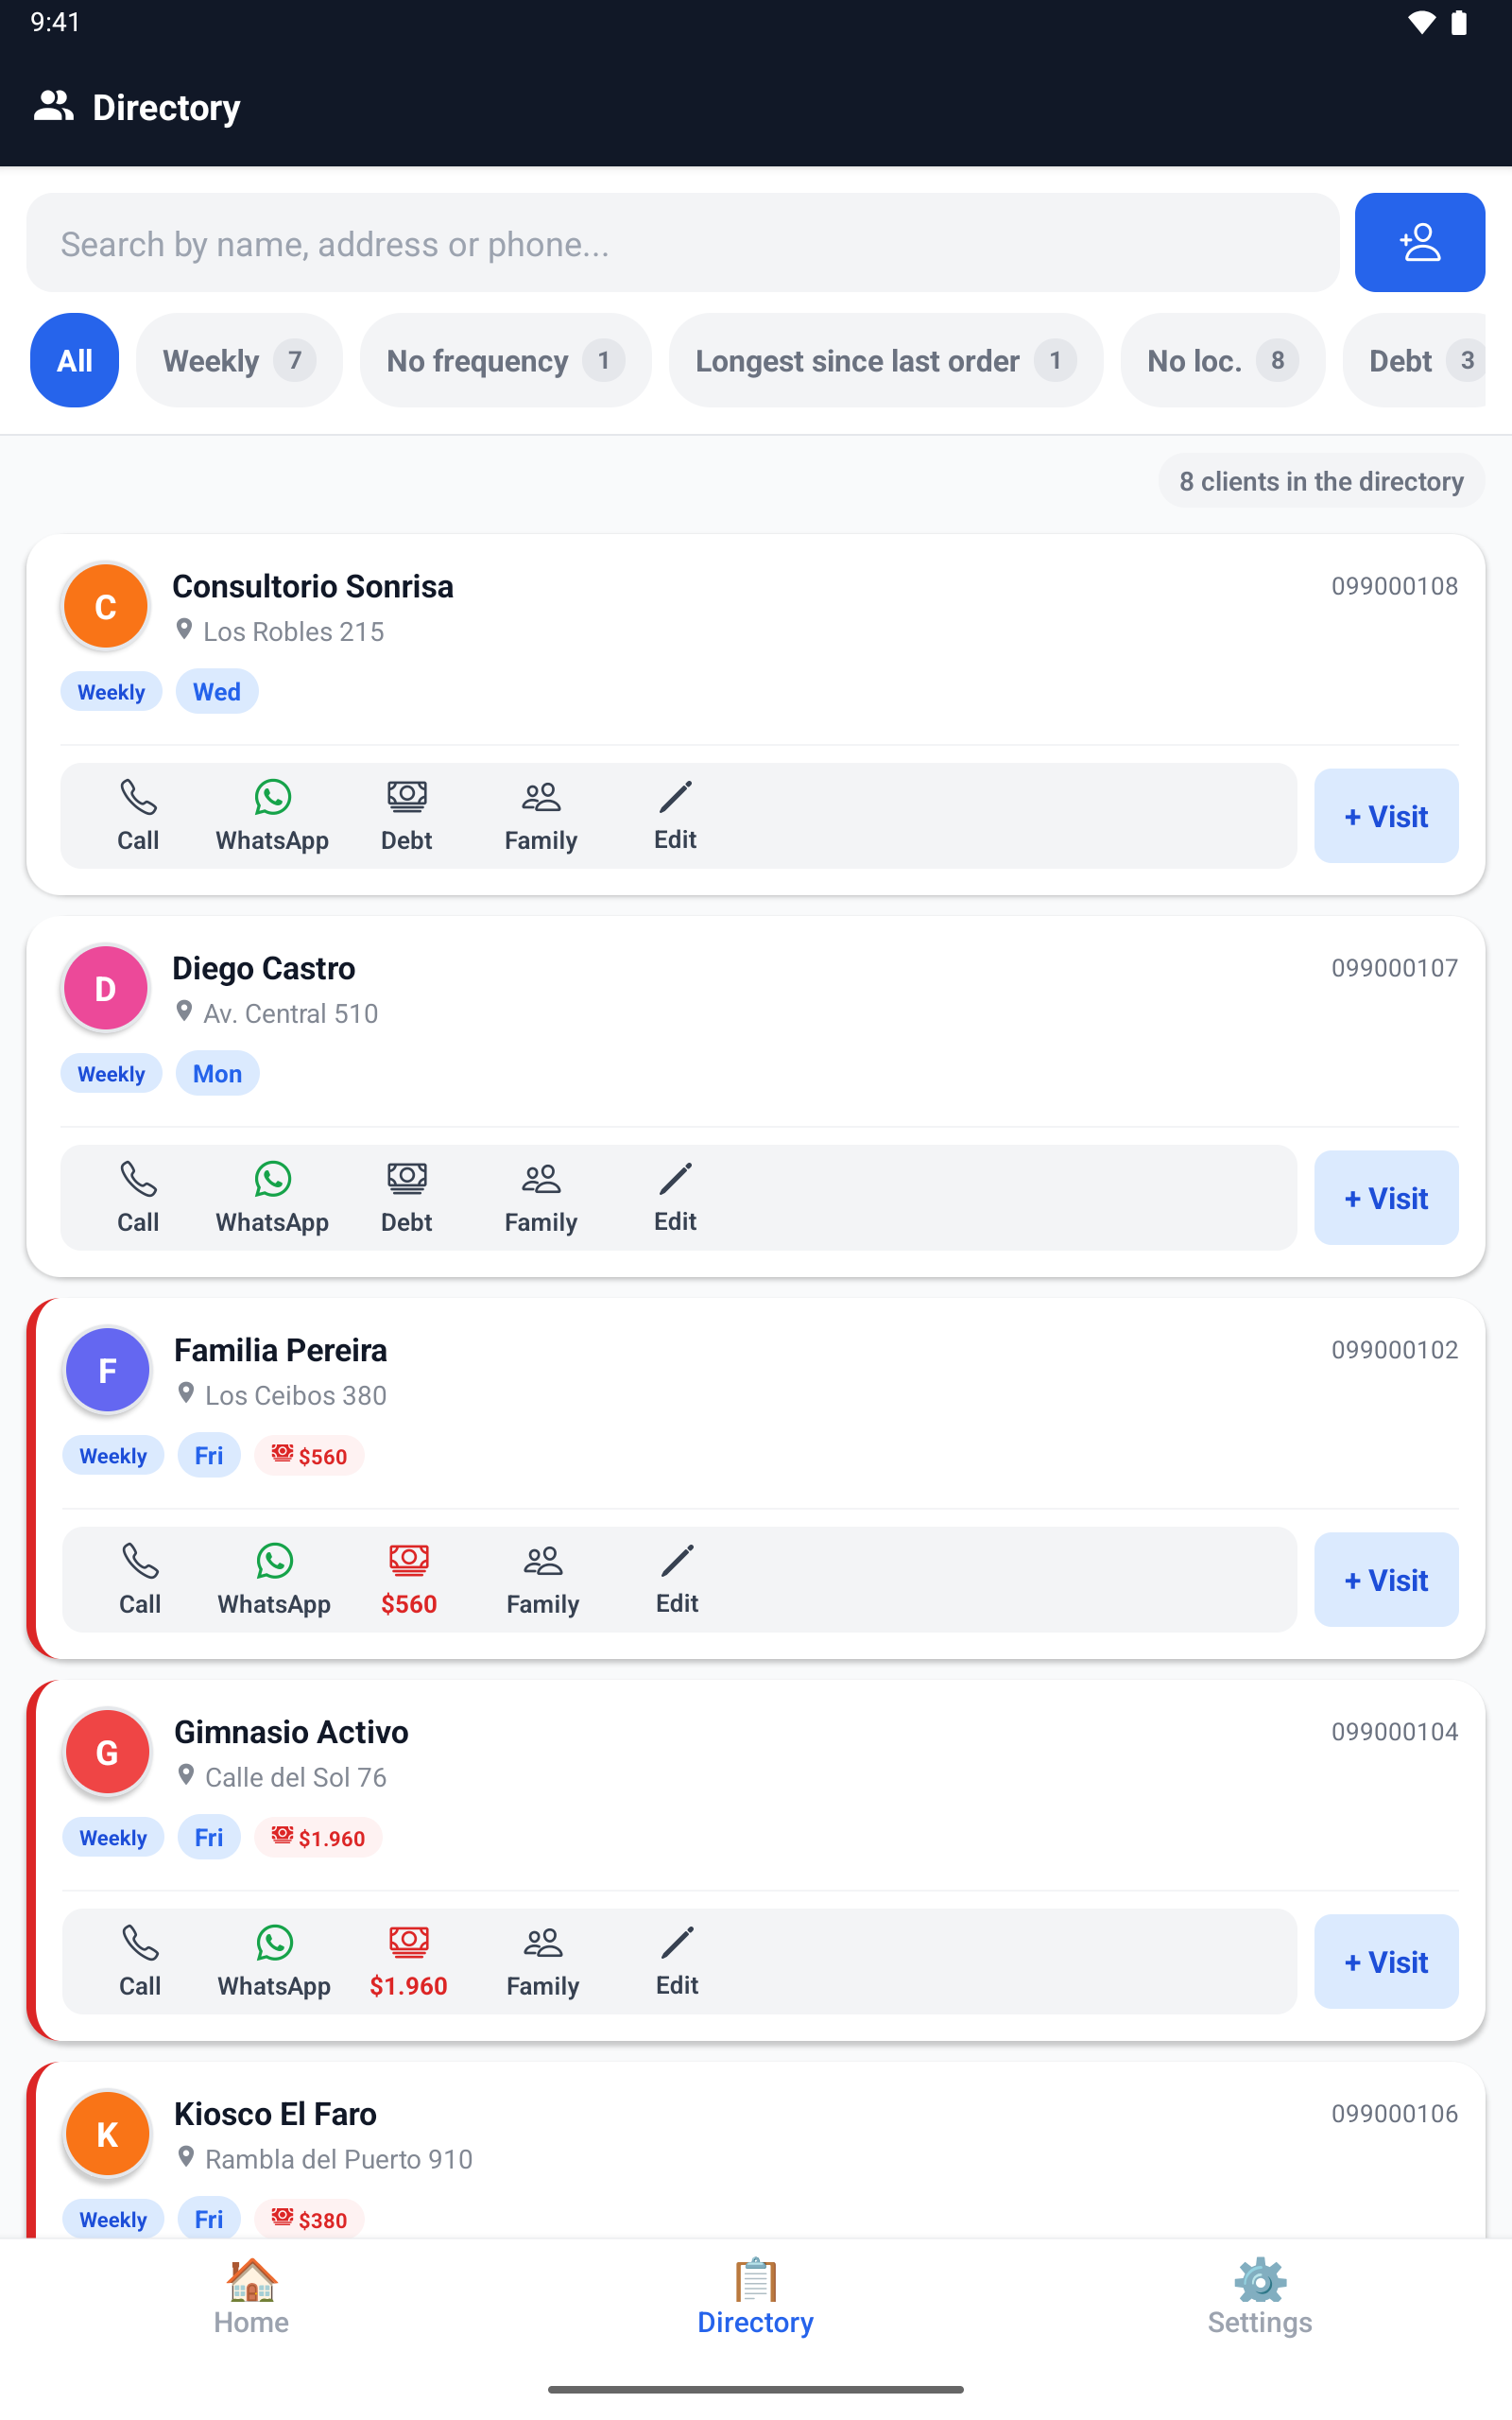 9:41
Directory
Search by name, address or phone...
All
Weekly 7
No frequency 1
Longest since last order 1
No loc. 8
Debt 3
8 clients in the directory
C
Consultorio Sonrisa
099000108
Los Robles 215
Weekly
Wed
Call
WhatsApp
Debt
Family
Edit
+ Visit
D
Diego Castro
099000107
Av. Central 510
Weekly
Mon
Call
WhatsApp
Debt
Family
Edit
+ Visit
F
Familia Pereira
099000102
Los Ceibos 380
Weekly
Fri
$560
Call
WhatsApp
$560
Family
Edit
+ Visit
G
Gimnasio Activo
099000104
Calle del Sol 76
Weekly
Fri
$1.960
Call
WhatsApp
$1.960
Family
Edit
+ Visit
K
Kiosco El Faro
099000106
Rambla del Puerto 910
Weekly
Fri
$380
Home
Directory
Settings